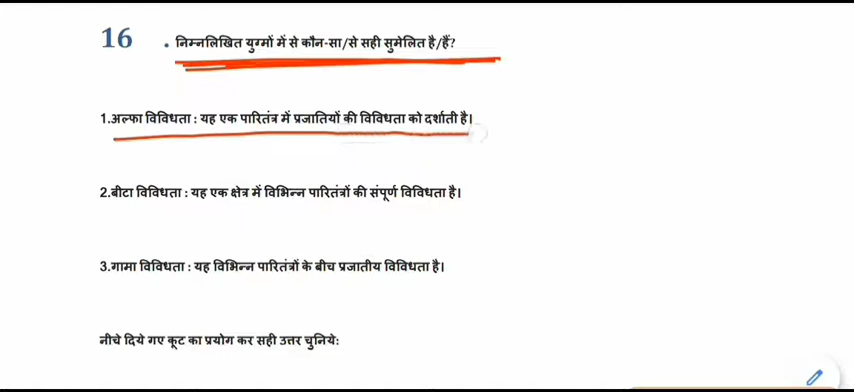 16 . निम्नलिखित युग्मों में से कौन-सा/से सही सुमेलित है/हैं?
1.अल्फा विविधता : यह एक पारितंत्र में प्रजातियों की विविधता को दर्शाती है।
2.बीटा विविधता : यह एक क्षेत्र में विभिन्न पारितंत्रों की संपूर्ण विविधता है।
3.गामा विविधता : यह विभिन्न पारितंत्रों के बीच प्रजातीय विविधता है।
नीचे दिये गए कूट का प्रयोग कर सही उत्तर चुनिये: